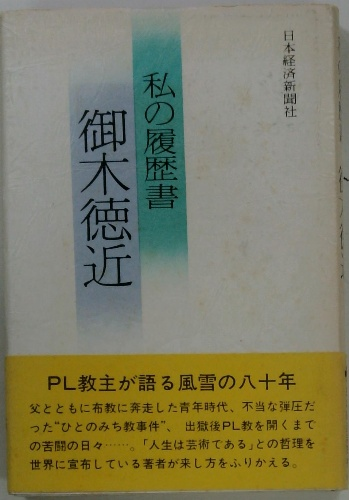 日本経済新聞社
私の履歴書
御木徳近
PL教主が語る風雪の八十年
父とともに布教に奔走した青年時代、不当な弾圧だ
った“ひとのみち教事件”、出獄後PL教を開くまで
の苦闘の日々……。「人生は芸術である」との哲理を
世界に宣布している著者が来し方をふりかえる。